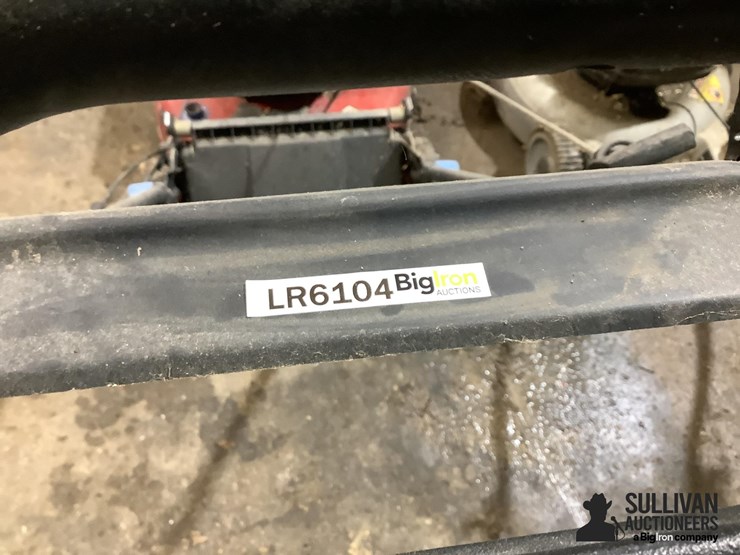 LR6104 BigIron
AUCTIONS
SULLIVAN
AUCTIONEERS
a BigIron company